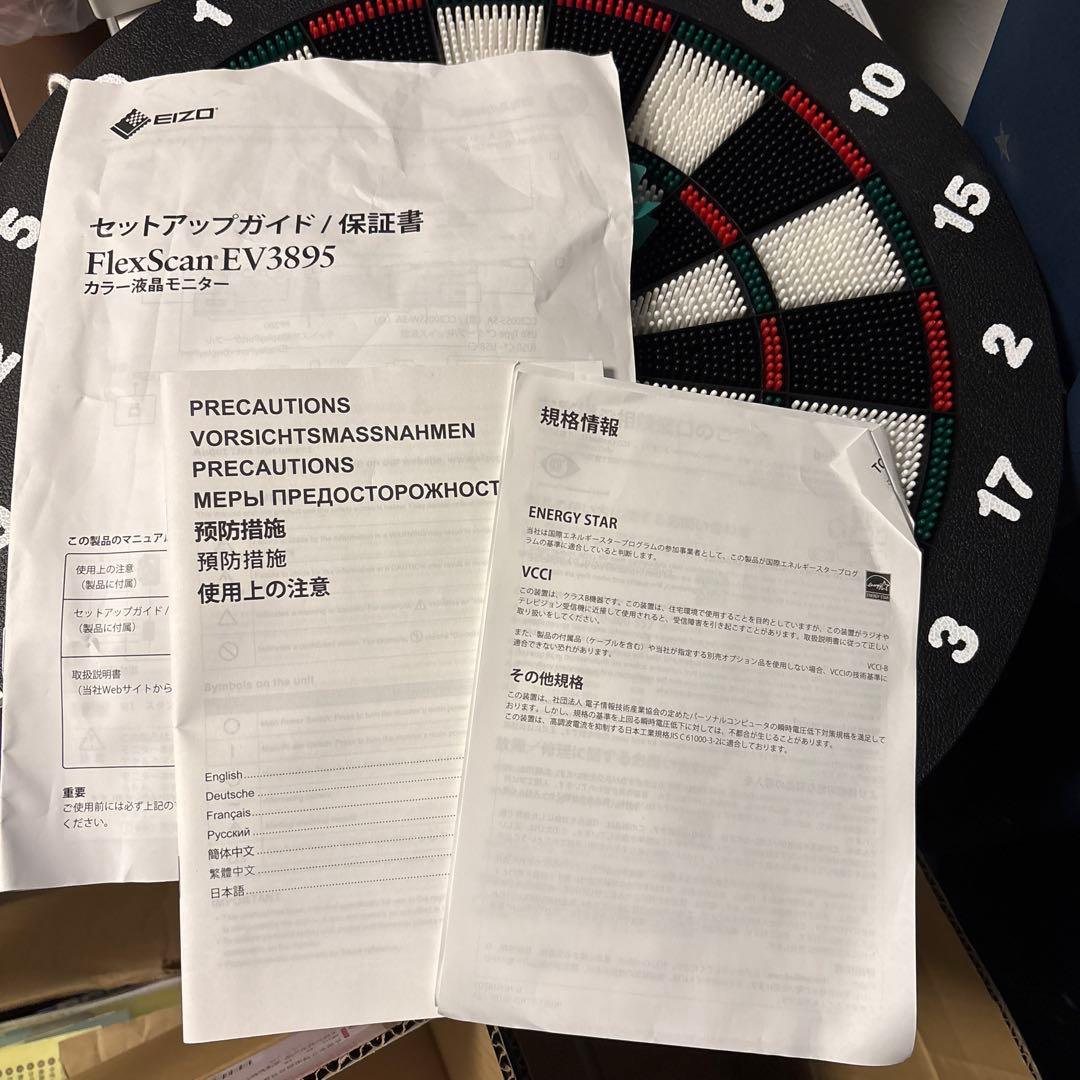 EIZO
セットアップガイド / 保証書
FlexScan® EV3895
カラー液晶モニター
この製品のマニュア
使用上の注意
（製品に付属）
セットアップガイド /
（製品に付属）
取扱説明書
（当社Webサイトから
重要
ご使用前には必ず上記の
ください。
PRECAUTIONS
VORSICHTSMASSNAHMEN
PRECAUTIONS
МЕРЫ ПРЕДОСТОРОЖНОСТ
预防措施
預防措施
使用上の注意
Symbols on the unit
English
Deutsche
Français
Русский
简体中文
繁體中文
日本語
規格情報
ENERGY STAR
当社は国際エネルギースタープログラムの参加事業者として、この製品が国際エネルギースタープログ
ラムの基準に適合していると判断します。
ENERGY STAR
VCCI
この装置は、クラスB機器です。この装置は、住宅環境で使用することを目的としていますが、この装置がラジオや
テレビジョン受信機に近接して使用されると、受信障害を引き起こすことがあります。取扱説明書に従って正しい
取り扱いをしてください。
VCCI-B
また、製品の付属品（ケーブルを含む）や当社が指定する別売オプション品を使用しない場合、VCCIの技術基準に
適合できない恐れがあります。
その他規格
この装置は、社団法人 電子情報技術産業協会の定めたパーソナルコンピュータの瞬時電圧低下対策規格を満足して
おります。しかし、規格の基準を上回る瞬時電圧低下に対しては、不都合が生じることがあります。
この装置は、高調波電流を抑制する日本工業規格JIS C 61000-3-2に適合しております。
1
6
10
15
2
17
3
5